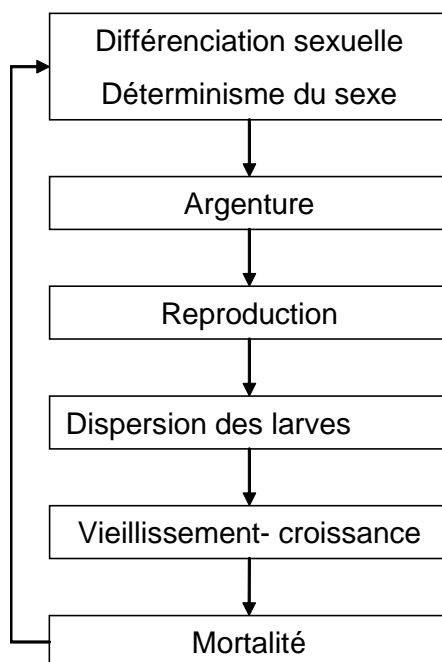 Différenciation sexuelle
Déterminisme du sexe
Argenture
Reproduction
Dispersion des larves
Vieillissement- croissance
Mortalité